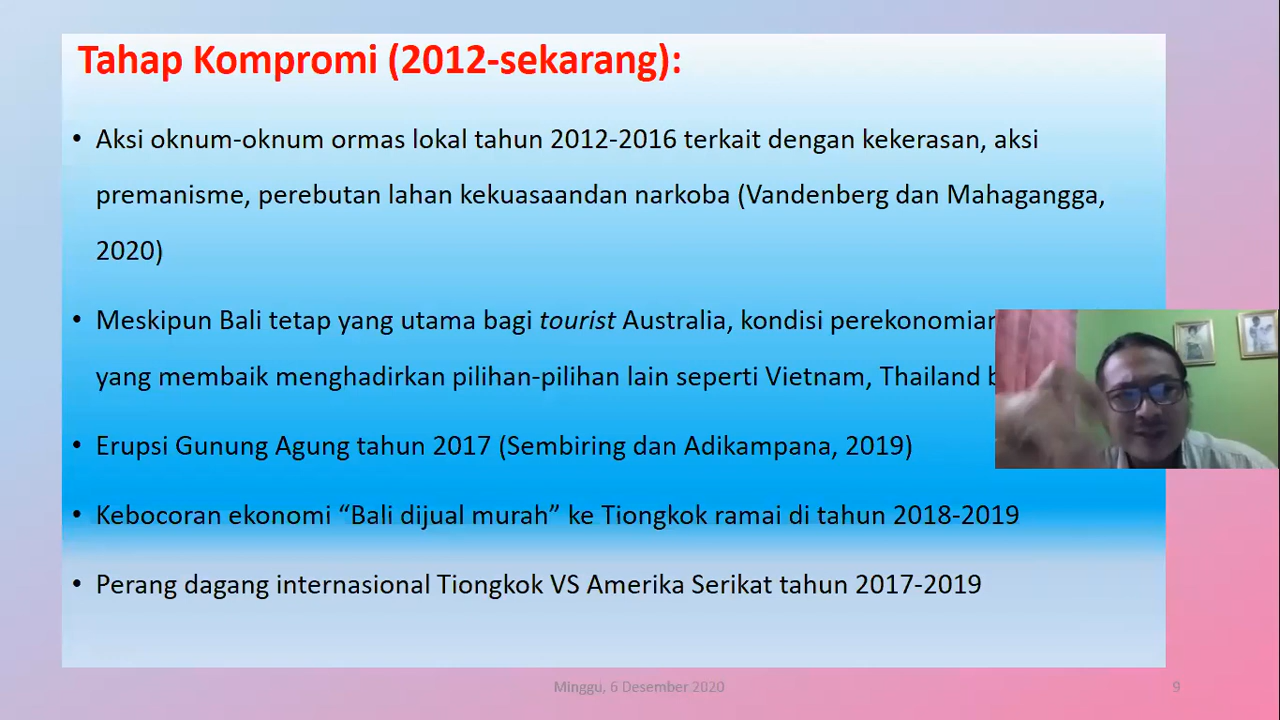 Tahap Kompromi (2012-sekarang):
• Aksi oknum-oknum ormas lokal tahun 2012-2016 terkait dengan kekerasan, aksi
premanisme, perebutan lahan kekuasaandan narkoba (Vandenberg dan Mahagangga,
2020)
• Meskipun Bali tetap yang utama bagi tourist Australia, kondisi
yang membaik menghadirkan pilihan-pilihan lain seperti Vietnam, Thailand
• Erupsi Gunung Agung tahun 2017 (Sembiring dan Adikampana, 2019)
• Kebocoran ekonomi “Bali dijual murah” ke Tiongkok ramai di tahun 2018-2019
• Perang dagang internasional Tiongkok VS Amerika Serikat tahun 2017-2019
Minggu, 6 Desember 2020
9